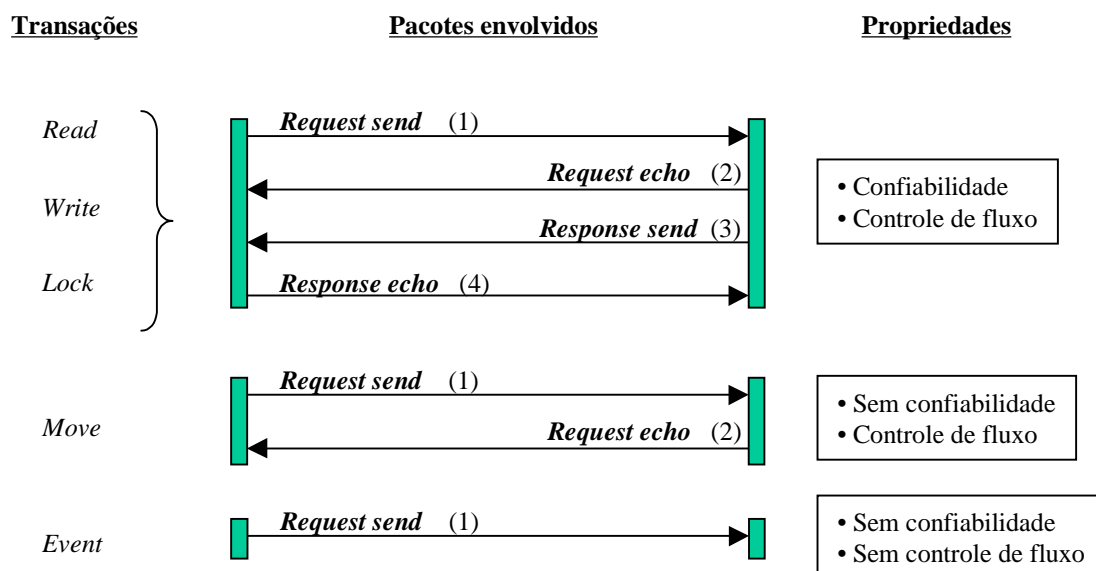 Transações Pacotes envolvidos Propriedades
Read
Request send (1)
Request echo (2)
• Confiabilidade
• Controle de fluxo
Write
Response send (3)
Lock
Response echo (4)
Request send (1)
• Sem confiabilidade
• Controle de fluxo
Move
Request echo (2)
Request send (1)
• Sem confiabilidade
• Sem controle de fluxo
Event